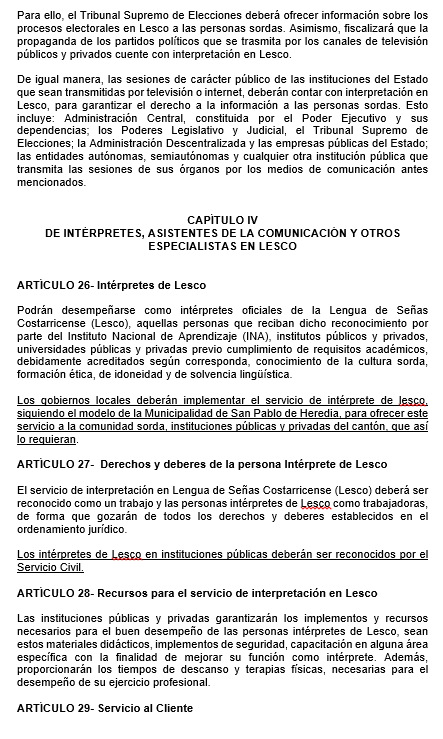 Para ello, el Tribunal Supremo de Elecciones deberá ofrecer información sobre los
procesos electorales en Lesco a las personas sordas. Asimismo, fiscalizará que la
propaganda de los partidos políticos que se trasmita por los canales de televisión
públicos y privados cuente con interpretación en Lesco.
De igual manera, las sesiones de carácter público de las instituciones del Estado
que sean transmitidas por televisión o internet, deberán contar con interpretación en
Lesco, para garantizar el derecho a la información a las personas sordas. Esto
incluye: Administración Central, constituida por el Poder Ejecutivo y sus
dependencias; los Poderes Legislativo y Judicial, el Tribunal Supremo de
Elecciones; la Administración Descentralizada y las empresas públicas del Estado;
las entidades autónomas, semiautónomas y cualquier otra institución pública que
transmita las sesiones de sus órganos por los medios de comunicación antes
mencionados.
CAPÍTULO IV
DE INTÉRPRETES, ASISTENTES DE LA COMUNICACIÓN Y OTROS
ESPECIALISTAS EN LESCO
ARTÍCULO 26- Intérpretes de Lesco
Podrán desempeñarse como intérpretes oficiales de la Lengua de Señas
Costarricense (Lesco), aquellas personas que reciban dicho reconocimiento por
parte del Instituto Nacional de Aprendizaje (INA), institutos públicos y privados,
universidades públicas y privadas previo cumplimiento de requisitos académicos,
debidamente acreditados según corresponda, conocimiento de la cultura sorda,
formación ética, de idoneidad y de solvencia lingüística.
Los gobiernos locales deberán implementar el servicio de intérprete de lesco,
siguiendo el modelo de la Municipalidad de San Pablo de Heredia, para ofrecer este
servicio a la comunidad sorda, instituciones públicas y privadas del cantón, que así
lo requieran.
ARTÍCULO 27- Derechos y deberes de la persona Intérprete de Lesco
El servicio de interpretación en Lengua de Señas Costarricense (Lesco) deberá ser
reconocido como un trabajo y las personas intérpretes de Lesco como trabajadoras,
de forma que gozarán de todos los derechos y deberes establecidos en el
ordenamiento jurídico.
Los intérpretes de Lesco en instituciones públicas deberán ser reconocidos por el
Servicio Civil.
ARTÍCULO 28- Recursos para el servicio de interpretación en Lesco
Las instituciones públicas y privadas garantizarán los implementos y recursos
necesarios para el buen desempeño de las personas intérpretes de Lesco, sean
estos materiales didácticos, implementos de seguridad, capacitación en alguna área
específica con la finalidad de mejorar su función como intérprete. Además,
proporcionarán los tiempos de descanso y terapias físicas, necesarias para el
desempeño de su ejercicio profesional.
ARTÍCULO 29- Servicio al Cliente